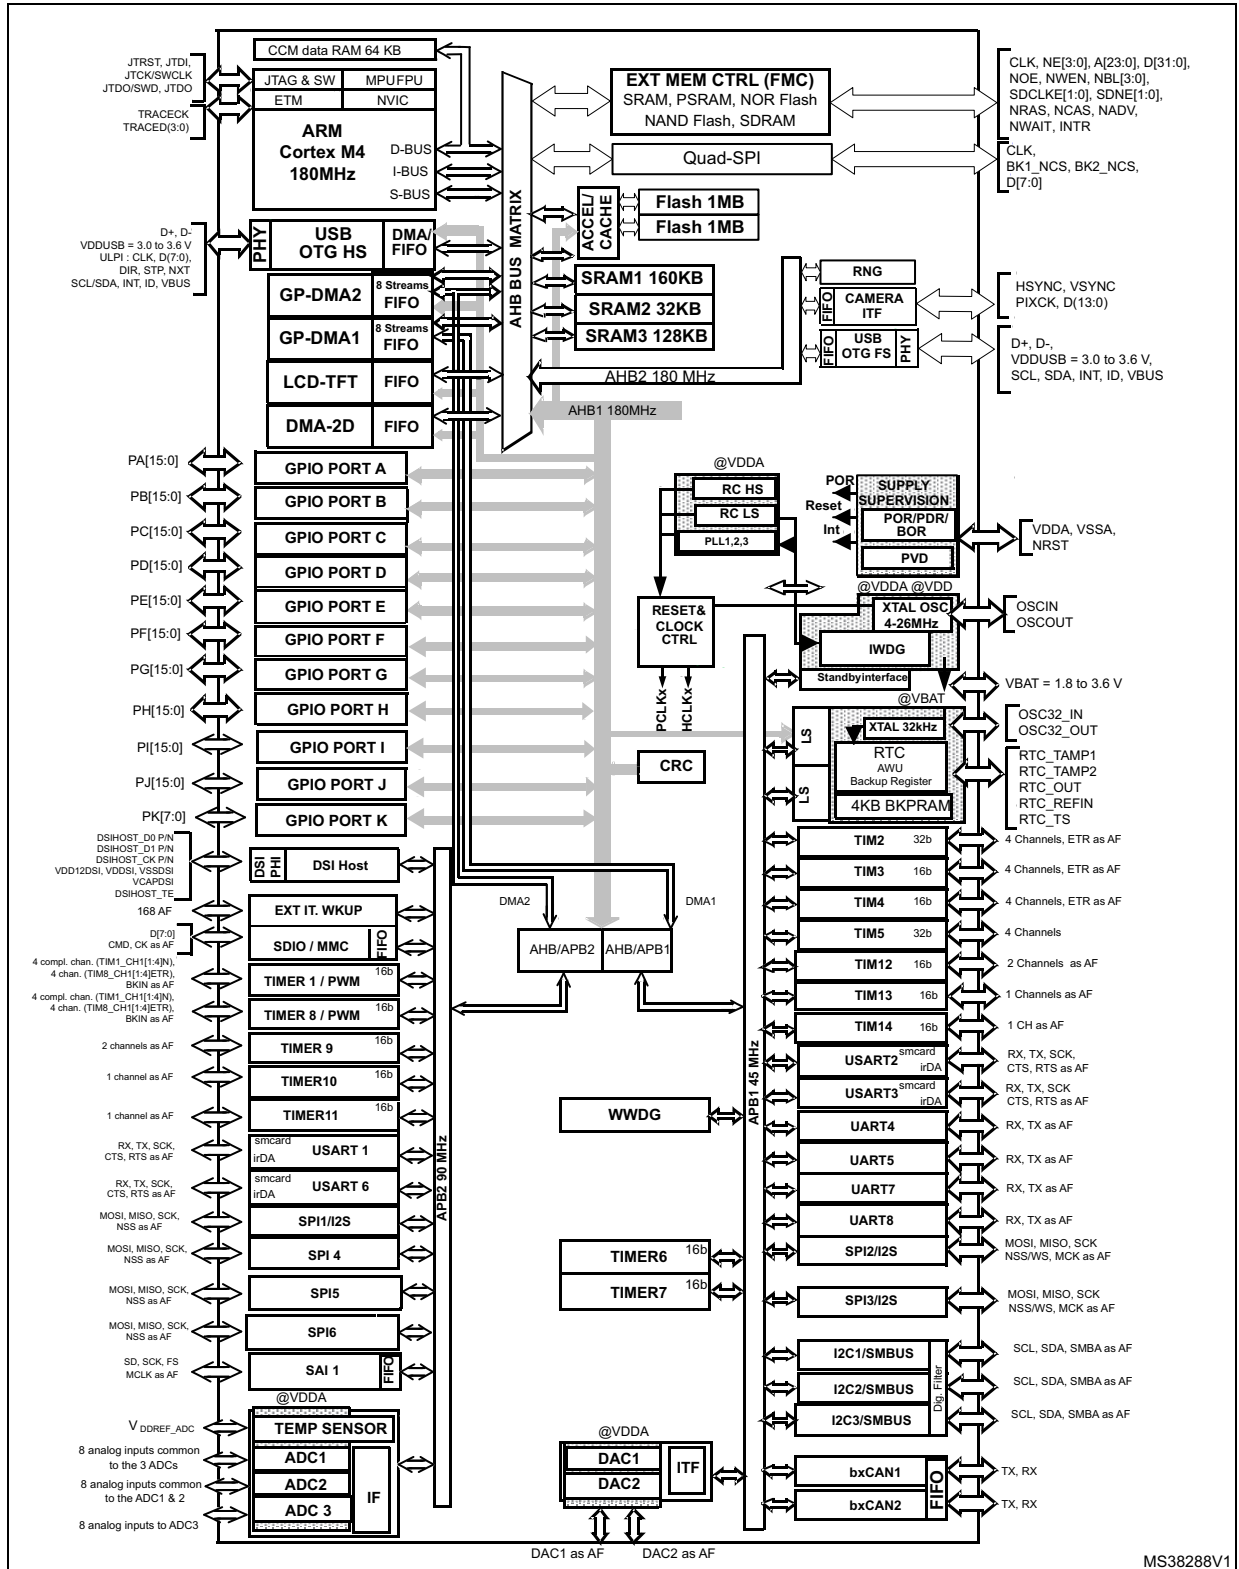 CCM data RAM 64 KB
JTRST, JTDI,
JTCK/SWCLK
JTDO/SWD, JTDO
TRACECK
TRACED(3:0)
JTAG & SW
MPUFPU
ETM
NVIC
ARM
Cortex M4
180MHz
D-BUS
I-BUS
S-BUS
AHB BUS MATRIX
EXT MEM CTRL (FMC)
SRAM, PSRAM, NOR Flash
NAND Flash, SDRAM
CLK, NE[3:0], A[23:0], D[31:0],
NOE, NWEN, NBL[3:0],
SDCLKE[1:0], SDNE[1:0],
NRAS, NCAS, NADV,
NWAIT, INTR
Quad-SPI
CLK,
BK1_NCS, BK2_NCS,
D[7:0]
ACCEL/
CACHE
Flash 1MB
Flash 1MB
D+, D-
VDDUSB = 3.0 to 3.6 V
ULPI : CLK, D(7:0),
DIR, STP, NXT
SCL/SDA, INT, ID, VBUS
PHY
USB
OTG HS
DMA/
FIFO
GP-DMA2
8 Streams
FIFO
GP-DMA1
8 Streams
FIFO
LCD-TFT
FIFO
DMA-2D
FIFO
SRAM1 160KB
SRAM2 32KB
SRAM3 128KB
RNG
FIFO
CAMERA
ITF
HSYNC, VSYNC
PIXCK, D(13:0)
FIFO
USB
OTG FS
PHY
D+, D-,
VDDUSB = 3.0 to 3.6 V,
SCL, SDA, INT, ID, VBUS
AHB2 180 MHz
AHB1 180MHz
PA[15:0]
GPIO PORT A
PB[15:0]
GPIO PORT B
PC[15:0]
GPIO PORT C
PD[15:0]
GPIO PORT D
PE[15:0]
GPIO PORT E
PF[15:0]
GPIO PORT F
PG[15:0]
GPIO PORT G
PH[15:0]
GPIO PORT H
PI[15:0]
GPIO PORT I
PJ[15:0]
GPIO PORT J
PK[7:0]
GPIO PORT K
@VDDA
RC HS
RC LS
PLL1,2,3
POR
Reset
Int
SUPPLY
SUPERVISION
POR/PDR/
BOR
PVD
VDDA, VSSA,
NRST
@VDDA @VDD
XTAL OSC
4-26MHz
OSCIN
OSCOUT
IWDG
Standbyinterface
VBAT = 1.8 to 3.6 V
RESET&
CLOCK
CTRL
PCLKx
HCLKx
@VBAT
LS
LS
XTAL 32kHz
OSC32_IN
OSC32_OUT
RTC
AWU
Backup Register
4KB BKPRAM
RTC_TAMP1
RTC_TAMP2
RTC_OUT
RTC_REFIN
RTC_TS
CRC
DSIHOST_D0 P/N
DSIHOST_D1 P/N
DSIHOST_CK P/N
VDD12DSI, VDDSI, VSSDSI
VCAPDSI
DSIHOST_TE
DSI
PHI
DSI Host
168 AF
EXT IT. WKUP
D[7:0]
CMD, CK as AF
SDIO / MMC
FIFO
4 compl. chan. (TIM1_CH1[1:4]N),
4 chan. (TIM8_CH1[1:4]ETR),
BKIN as AF
TIMER 1 / PWM
16b
4 compl. chan. (TIM1_CH1[1:4]N),
4 chan. (TIM8_CH1[1:4]ETR),
BKIN as AF
TIMER 8 / PWM
16b
2 channels as AF
TIMER 9
16b
1 channel as AF
TIMER10
16b
1 channel as AF
TIMER11
16b
RX, TX, SCK,
CTS, RTS as AF
smcard
irDA
USART 1
RX, TX, SCK,
CTS, RTS as AF
smcard
irDA
USART 6
MOSI, MISO, SCK,
NSS as AF
SPI1/I2S
MOSI, MISO, SCK,
NSS as AF
SPI 4
MOSI, MISO, SCK,
NSS as AF
SPI5
MOSI, MISO, SCK,
NSS as AF
SPI6
SD, SCK, FS
MCLK as AF
SAI 1
FIFO
@VDDA
VDDREF_ADC
TEMP SENSOR
8 analog inputs common
to the 3 ADCs
ADC1
8 analog inputs common
to the ADC1 & 2
ADC2
8 analog inputs to ADC3
ADC 3
IF
APB2 90 MHz
DMA2
DMA1
AHB/APB2
AHB/APB1
WWDG
TIMER6
16b
TIMER7
16b
@VDDA
DAC1
DAC2
ITF
DAC1 as AF
DAC2 as AF
APB1 45 MHz
TIM2
32b
4 Channels, ETR as AF
TIM3
16b
4 Channels, ETR as AF
TIM4
16b
4 Channels, ETR as AF
TIM5
32b
4 Channels
TIM12
16b
2 Channels as AF
TIM13
16b
1 Channels as AF
TIM14
16b
1 CH as AF
USART2
smcard
irDA
RX, TX, SCK,
CTS, RTS as AF
USART3
smcard
irDA
RX, TX, SCK
CTS, RTS as AF
UART4
RX, TX as AF
UART5
RX, TX as AF
UART7
RX, TX as AF
UART8
RX, TX as AF
SPI2/I2S
MOSI, MISO, SCK
NSS/WS, MCK as AF
SPI3/I2S
MOSI, MISO, SCK
NSS/WS, MCK as AF
I2C1/SMBUS
SCL, SDA, SMBA as AF
I2C2/SMBUS
SCL, SDA, SMBA as AF
I2C3/SMBUS
SCL, SDA, SMBA as AF
Dig. Filter
bxCAN1
TX, RX
bxCAN2
TX, RX
FIFO
MS38288V1